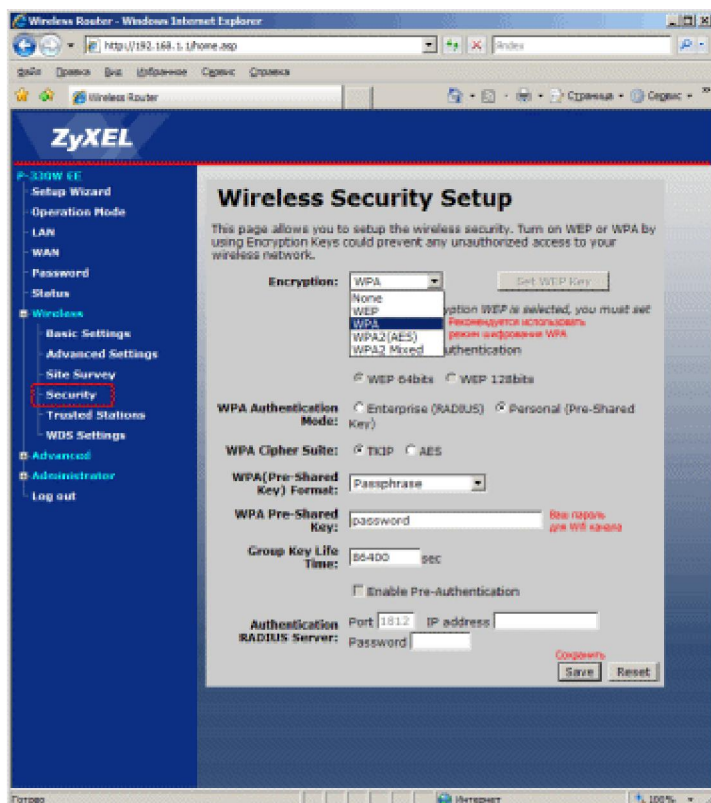 Wireless Router - Windows Internet Explorer
http://192.168.1.1/home.asp
Яndex
Файл Правка Вид Избранное Сервис Справка
Wireless Router
Страница Сервис
ZyXEL
P-330W EE
Setup Wizard
Operation Mode
LAN
WAN
Password
Status
Wireless
Basic Settings
Advanced Settings
Site Survey
Security
Trusted Stations
WDS Settings
Advanced
Administrator
Log out
Wireless Security Setup
This page allows you to setup the wireless security. Turn on WEP or WPA by
using Encryption Keys could prevent any unauthorized access to your
wireless network.
Encryption: WPA Set WEP Key
None
WEP
WPA
WPA2(AES)
WPA2 Mixed
ption WEP is selected, you must set
Рекомендуется использовать
режим шифрования WPA
uthentication
WEP 64bits WEP 128bits
WPA Authentication Mode: Enterprise (RADIUS) Personal (Pre-Shared
Key)
WPA Cipher Suite: TKIP AES
WPA(Pre-Shared
Key) Format: Passphrase
WPA Pre-Shared
Key: password
Ваш пароль
для Wifi канала
Group Key Life
Time: 86400 sec
Enable Pre-Authentication
Authentication
RADIUS Server:
Port 1812 IP address
Password
Сохранить
Save Reset
Готово Интернет 100%